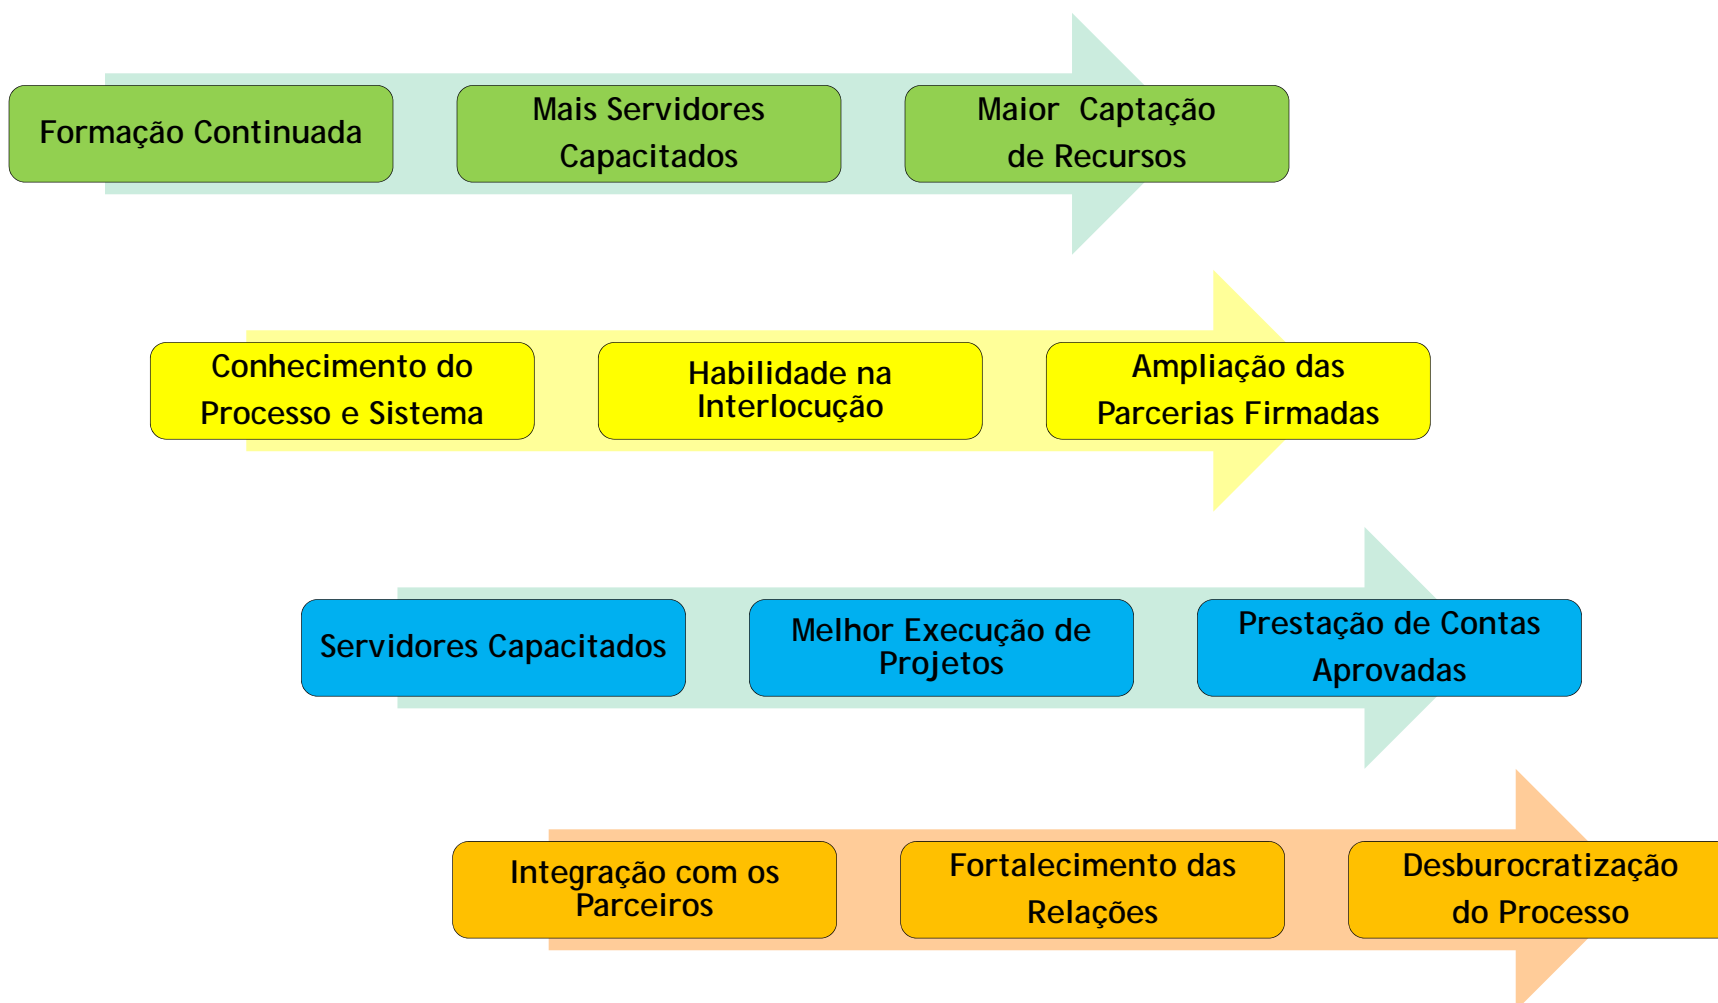 Formação Continuada
Mais Servidores
Capacitados
Maior Captação
de Recursos
Conhecimento do
Processo e Sistema
Habilidade na
Interlocução
Ampliação das
Parcerias Firmadas
Servidores Capacitados
Melhor Execução de
Projetos
Prestação de Contas
Aprovadas
Integração com os
Parceiros
Fortalecimento das
Relações
Desburocratização
do Processo